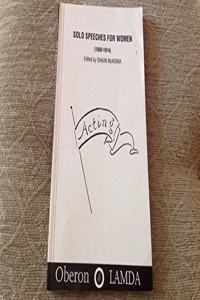 SOLO SPEECHES FOR WOMEN
(1800-1914)
Edited by SHAUN McKENNA
Acting
Oberon LAMDA